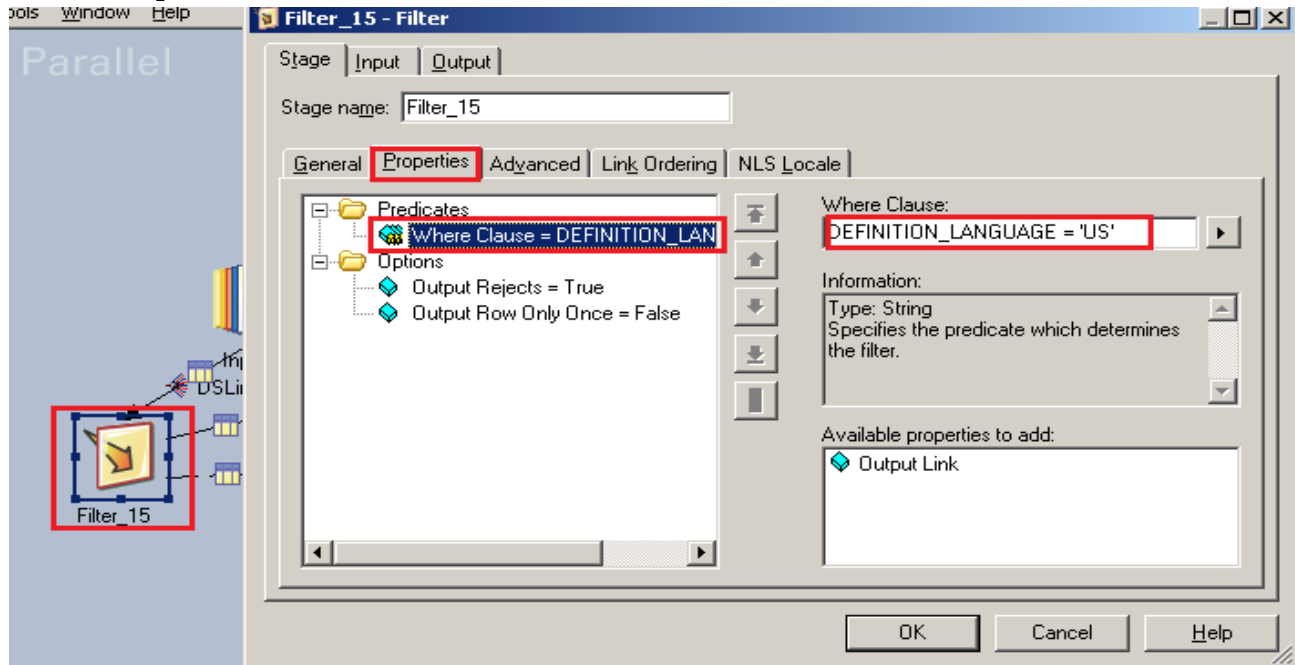 ools Window Help
Filter_15 - Filter
Parallel
Stage Input Output
Stage name: Filter_15
General Properties Advanced Link Ordering NLS Locale
Predicates
Where Clause = DEFINITION_LAN
Options
Output Rejects = True
Output Row Only Once = False
Where Clause:
DEFINITION_LANGUAGE = 'US'
Information:
Type: String
Specifies the predicate which determines
the filter.
Available properties to add:
Output Link
Inp
DSLi
Filter_15
OK Cancel Help